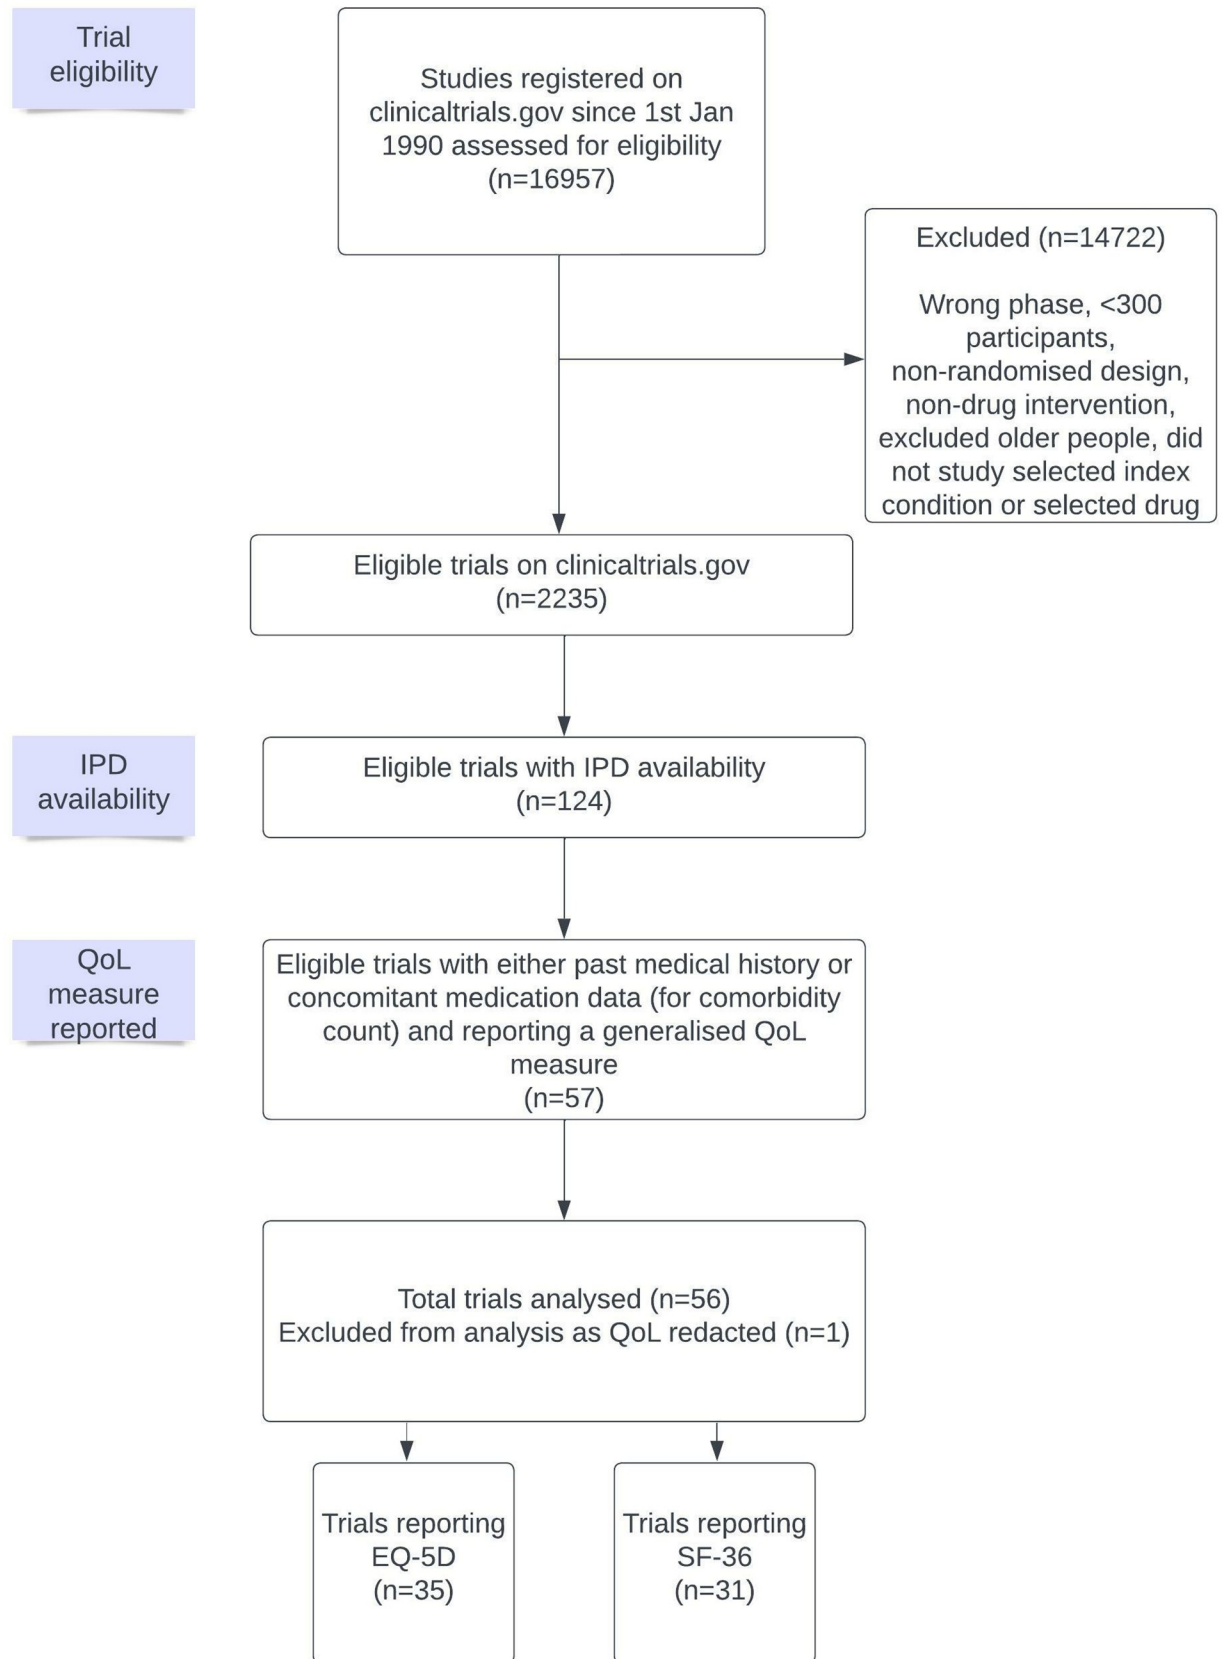 Trial
eligibility
Studies registered on
clinicaltrials.gov since 1st Jan
1990 assessed for eligibility
(n=16957)
Excluded (n=14722)
Wrong phase, <300
participants,
non-randomised design,
non-drug intervention,
excluded older people, did
not study selected index
condition or selected drug
Eligible trials on clinicaltrials.gov
(n=2235)
IPD
availability
Eligible trials with IPD availability
(n=124)
QoL
measure
reported
Eligible trials with either past medical history or
concomitant medication data (for comorbidity
count) and reporting a generalised QoL
measure
(n=57)
Total trials analysed (n=56)
Excluded from analysis as QoL redacted (n=1)
Trials reporting
EQ-5D
(n=35)
Trials reporting
SF-36
(n=31)